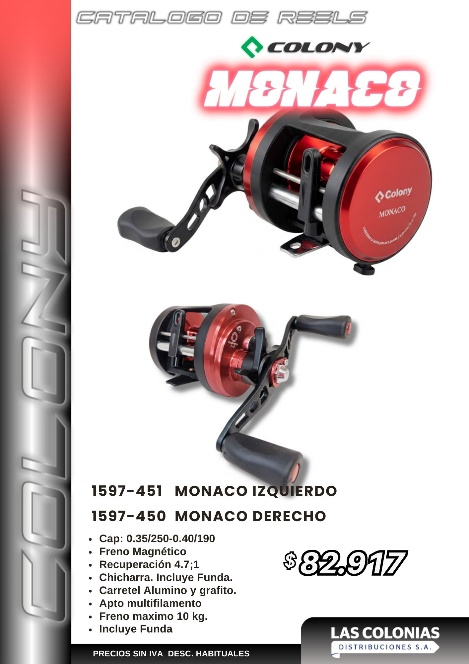 CATALOGO DE REELS
COLONY
MONACO
COLONY
Colony
MONACO
1597-451 MONACO IZQUIERDO
1597-450 MONACO DERECHO
• Cap: 0.35/250-0.40/190
• Freno Magnético
• Recuperación 4.7;1
• Chicharra. Incluye Funda.
• Carretel Alumino y grafito.
• Apto multifilamento
• Freno maximo 10 kg.
• Incluye Funda
$82.917
PRECIOS SIN IVA DESC. HABITUALES
LAS COLONIAS
DISTRIBUCIONES S.A.